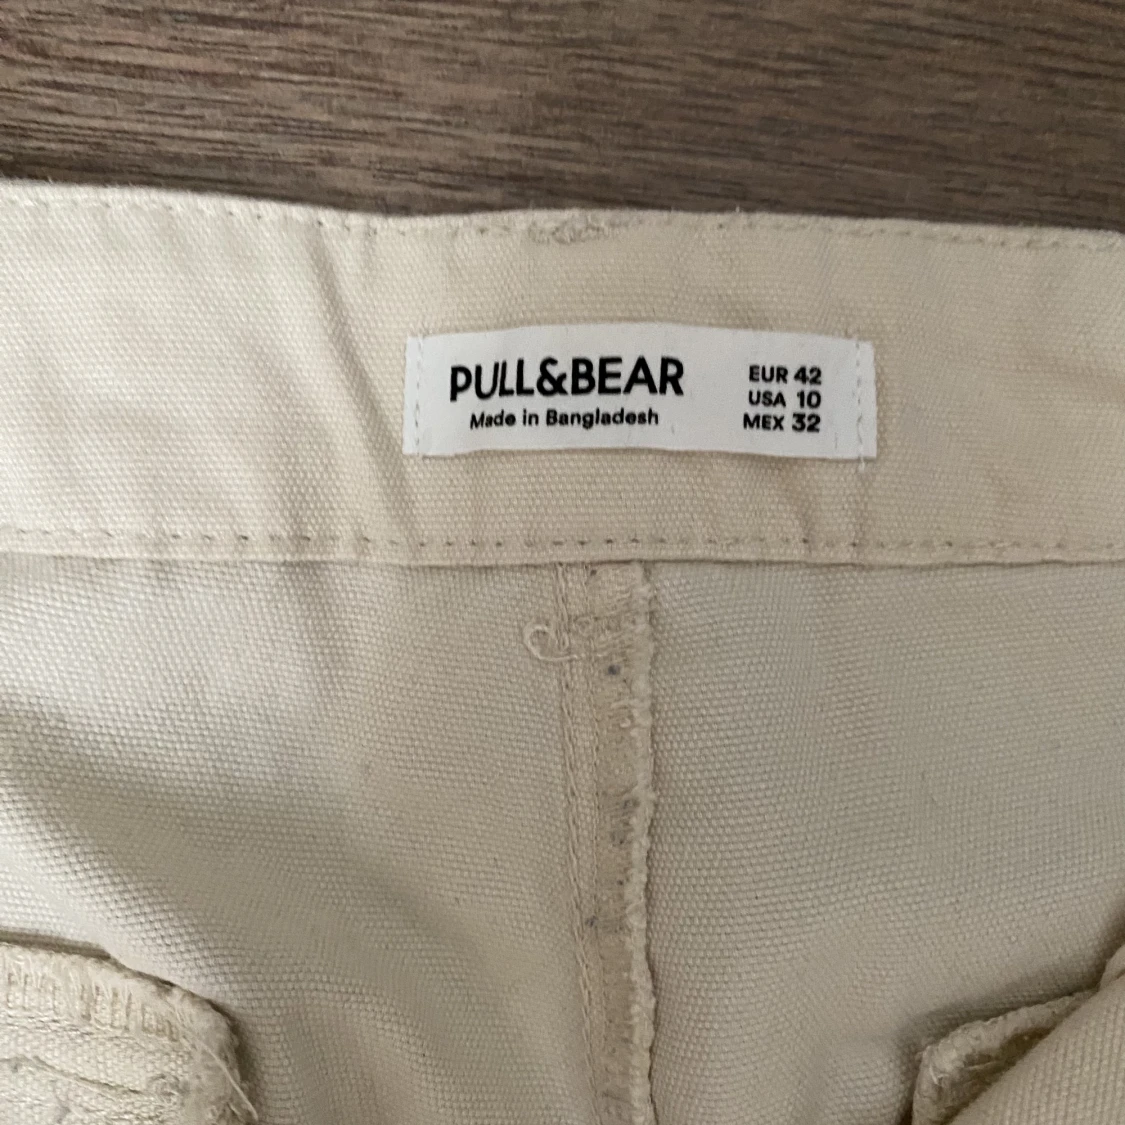 PULL&BEAR
Made in Bangladesh
EUR 42
USA 10
MEX 32